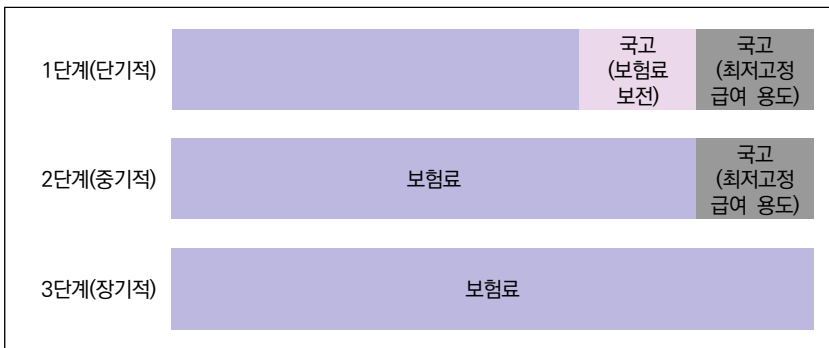 1단계(단기적)
국고
(보험료
보전)
국고
(최저고정
급여 용도)
2단계(중기적)
보험료
국고
(최저고정
급여 용도)
3단계(장기적)
보험료